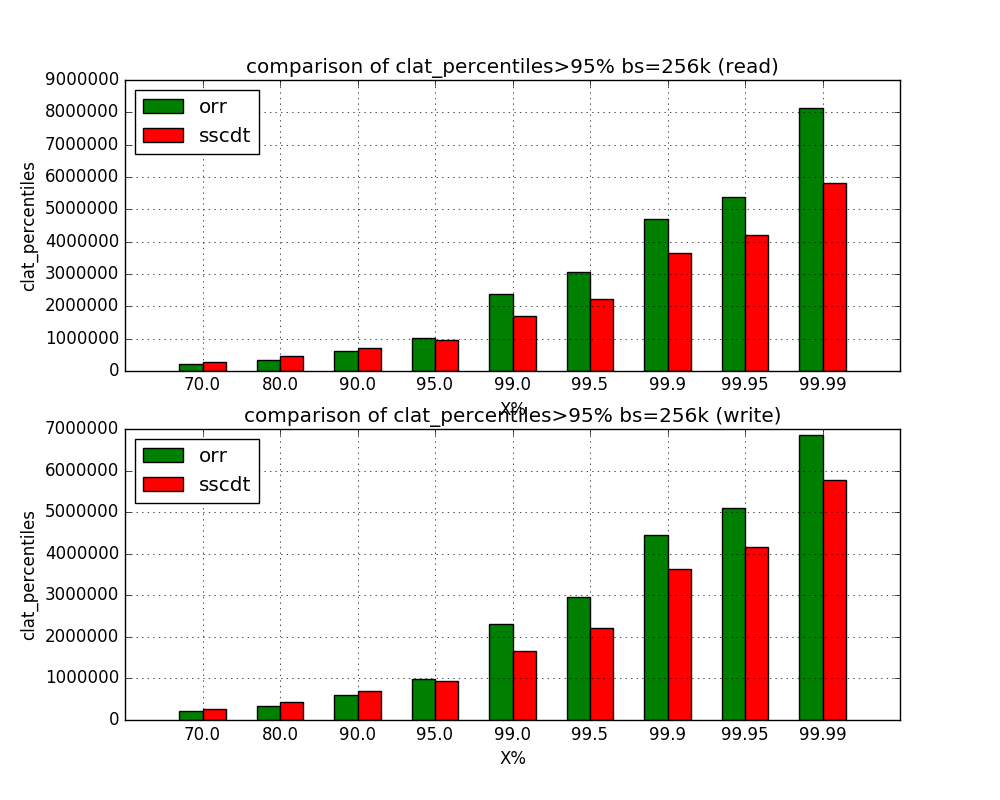 comparison of clat_percentiles>95% bs=256k (read)
9000000
8000000
7000000
6000000
5000000
4000000
3000000
2000000
1000000
0
clat_percentiles
orr
sscdt
70.0 80.0 90.0 95.0 99.0 99.5 99.9 99.95 99.99
X%
comparison of clat_percentiles>95% bs=256k (write)
7000000
6000000
5000000
4000000
3000000
2000000
1000000
0
clat_percentiles
orr
sscdt
70.0 80.0 90.0 95.0 99.0 99.5 99.9 99.95 99.99
X%